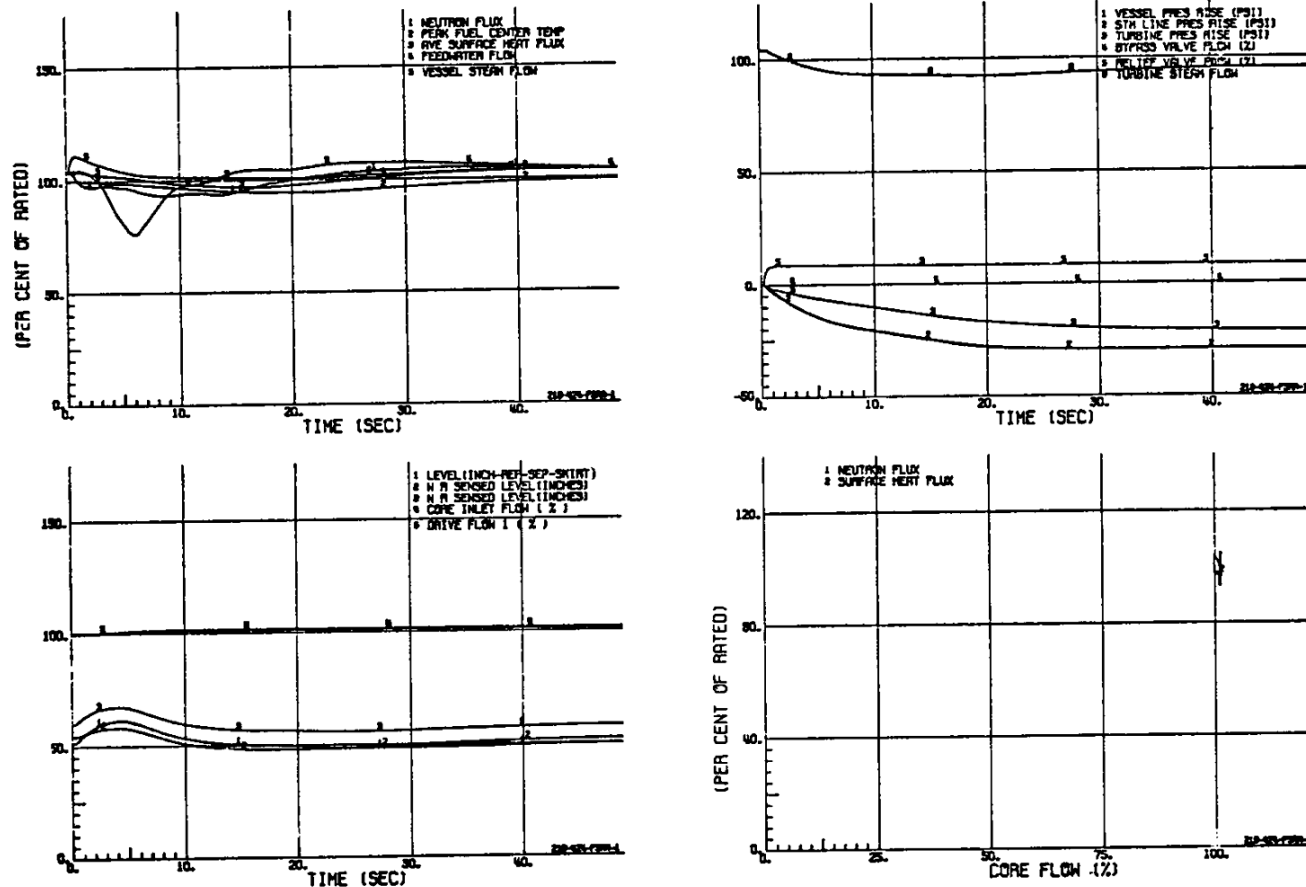 1 NEUTRON FLUX
2 PEAK FUEL CENTER TEMP
3 AVE SURFACE HEAT FLUX
4 FEEDWATER FLOW
5 VESSEL STEAM FLOW
150.
100.
50.
0.
(PER CENT OF RATED)
0. 10. 20. 30. 40.
TIME (SEC)
1 VESSEL PRES RISE (PSI)
2 STM LINE PRES RISE (PSI)
3 TURBINE PRES RISE (PSI)
4 BYPASS VALVE FLOW (%)
5 RELIEF VALVE FLOW (%)
6 TURBINE STEAM FLOW
100.
50.
0.
-50
0. 10. 20. 30. 40.
TIME (SEC)
1 LEVEL(INCH-REF-SEP-SKIRT)
2 W R SENSED LEVEL(INCHES)
3 N R SENSED LEVEL(INCHES)
4 CORE INLET FLOW (%)
5 DRIVE FLOW 1 (%)
150.
100.
50.
0.
0. 10. 20. 30. 40.
TIME (SEC)
1 NEUTRON FLUX
2 SURFACE HEAT FLUX
120.
80.
40.
0.
(PER CENT OF RATED)
0. 25. 50. 75. 100.
CORE FLOW (%)